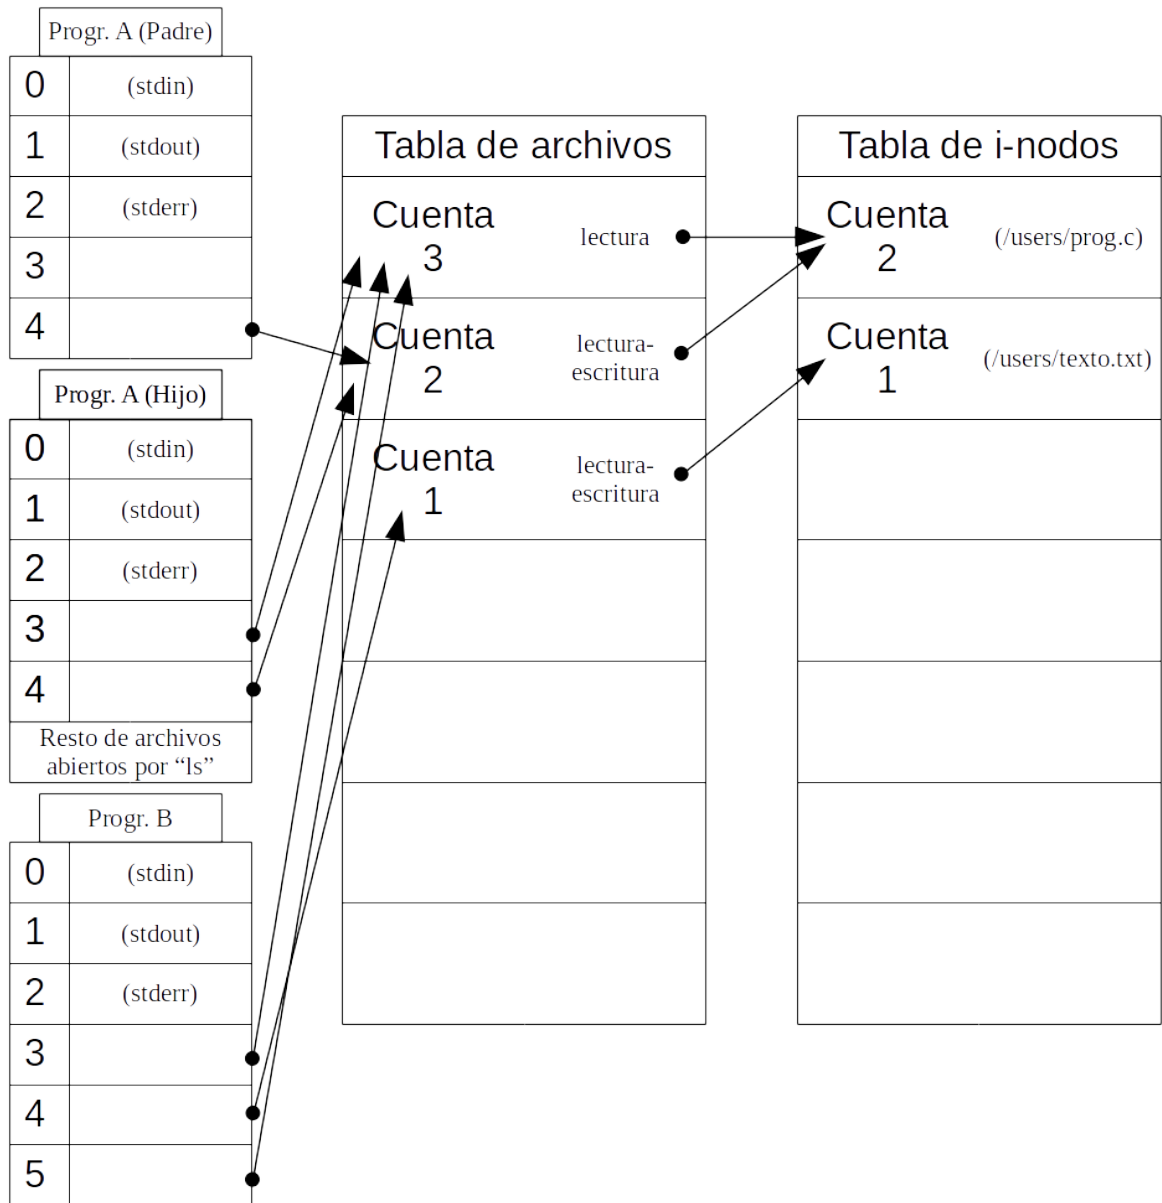 Progr. A (Padre)
0 (stdin)
1 (stdout)
2 (stderr)
3
4
Progr. A (Hijo)
0 (stdin)
1 (stdout)
2 (stderr)
3
4
Resto de archivos
abiertos por “ls”
Progr. B
0 (stdin)
1 (stdout)
2 (stderr)
3
4
5
Tabla de archivos
Cuenta
3
lectura
Cuenta
2
lectura-
escritura
Cuenta
1
lectura-
escritura
Tabla de i-nodos
Cuenta
2
(/users/prog.c)
Cuenta
1
(/users/texto.txt)